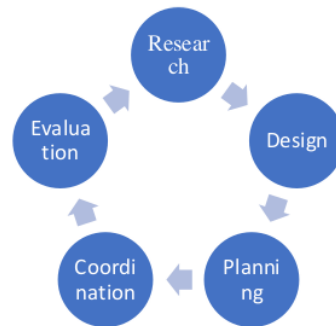 Resear
ch
Design
Planni
ng
Coordi
nation
Evalua
tion